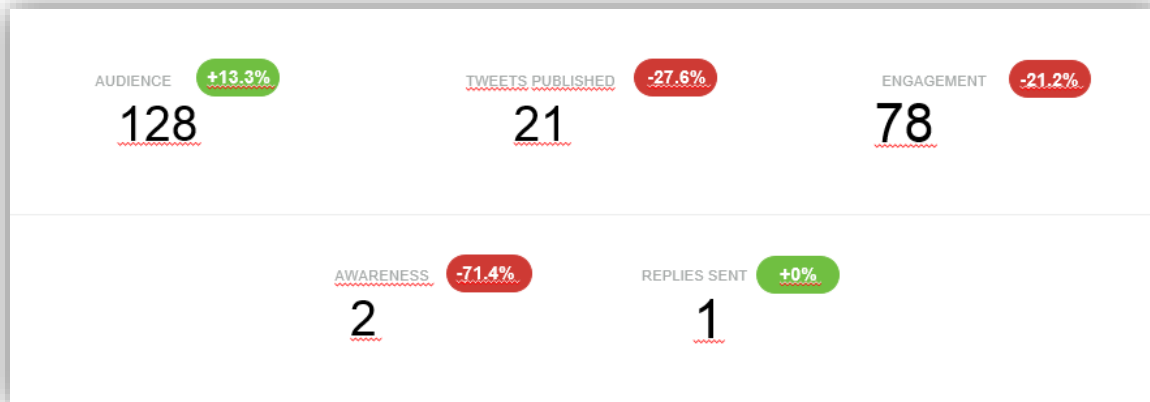 AUDIENCE +13.3% TWEETS PUBLISHED -27.6% ENGAGEMENT -21.2%
128 21 78
AWARENESS -71.4% REPLIES SENT +0%
2 1